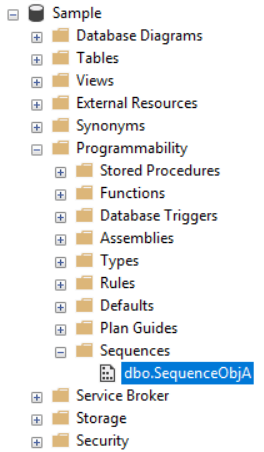 Sample
Database Diagrams
Tables
Views
External Resources
Synonyms
Programmability
Stored Procedures
Functions
Database Triggers
Assemblies
Types
Rules
Defaults
Plan Guides
Sequences
dbo.SequenceObjA
Service Broker
Storage
Security